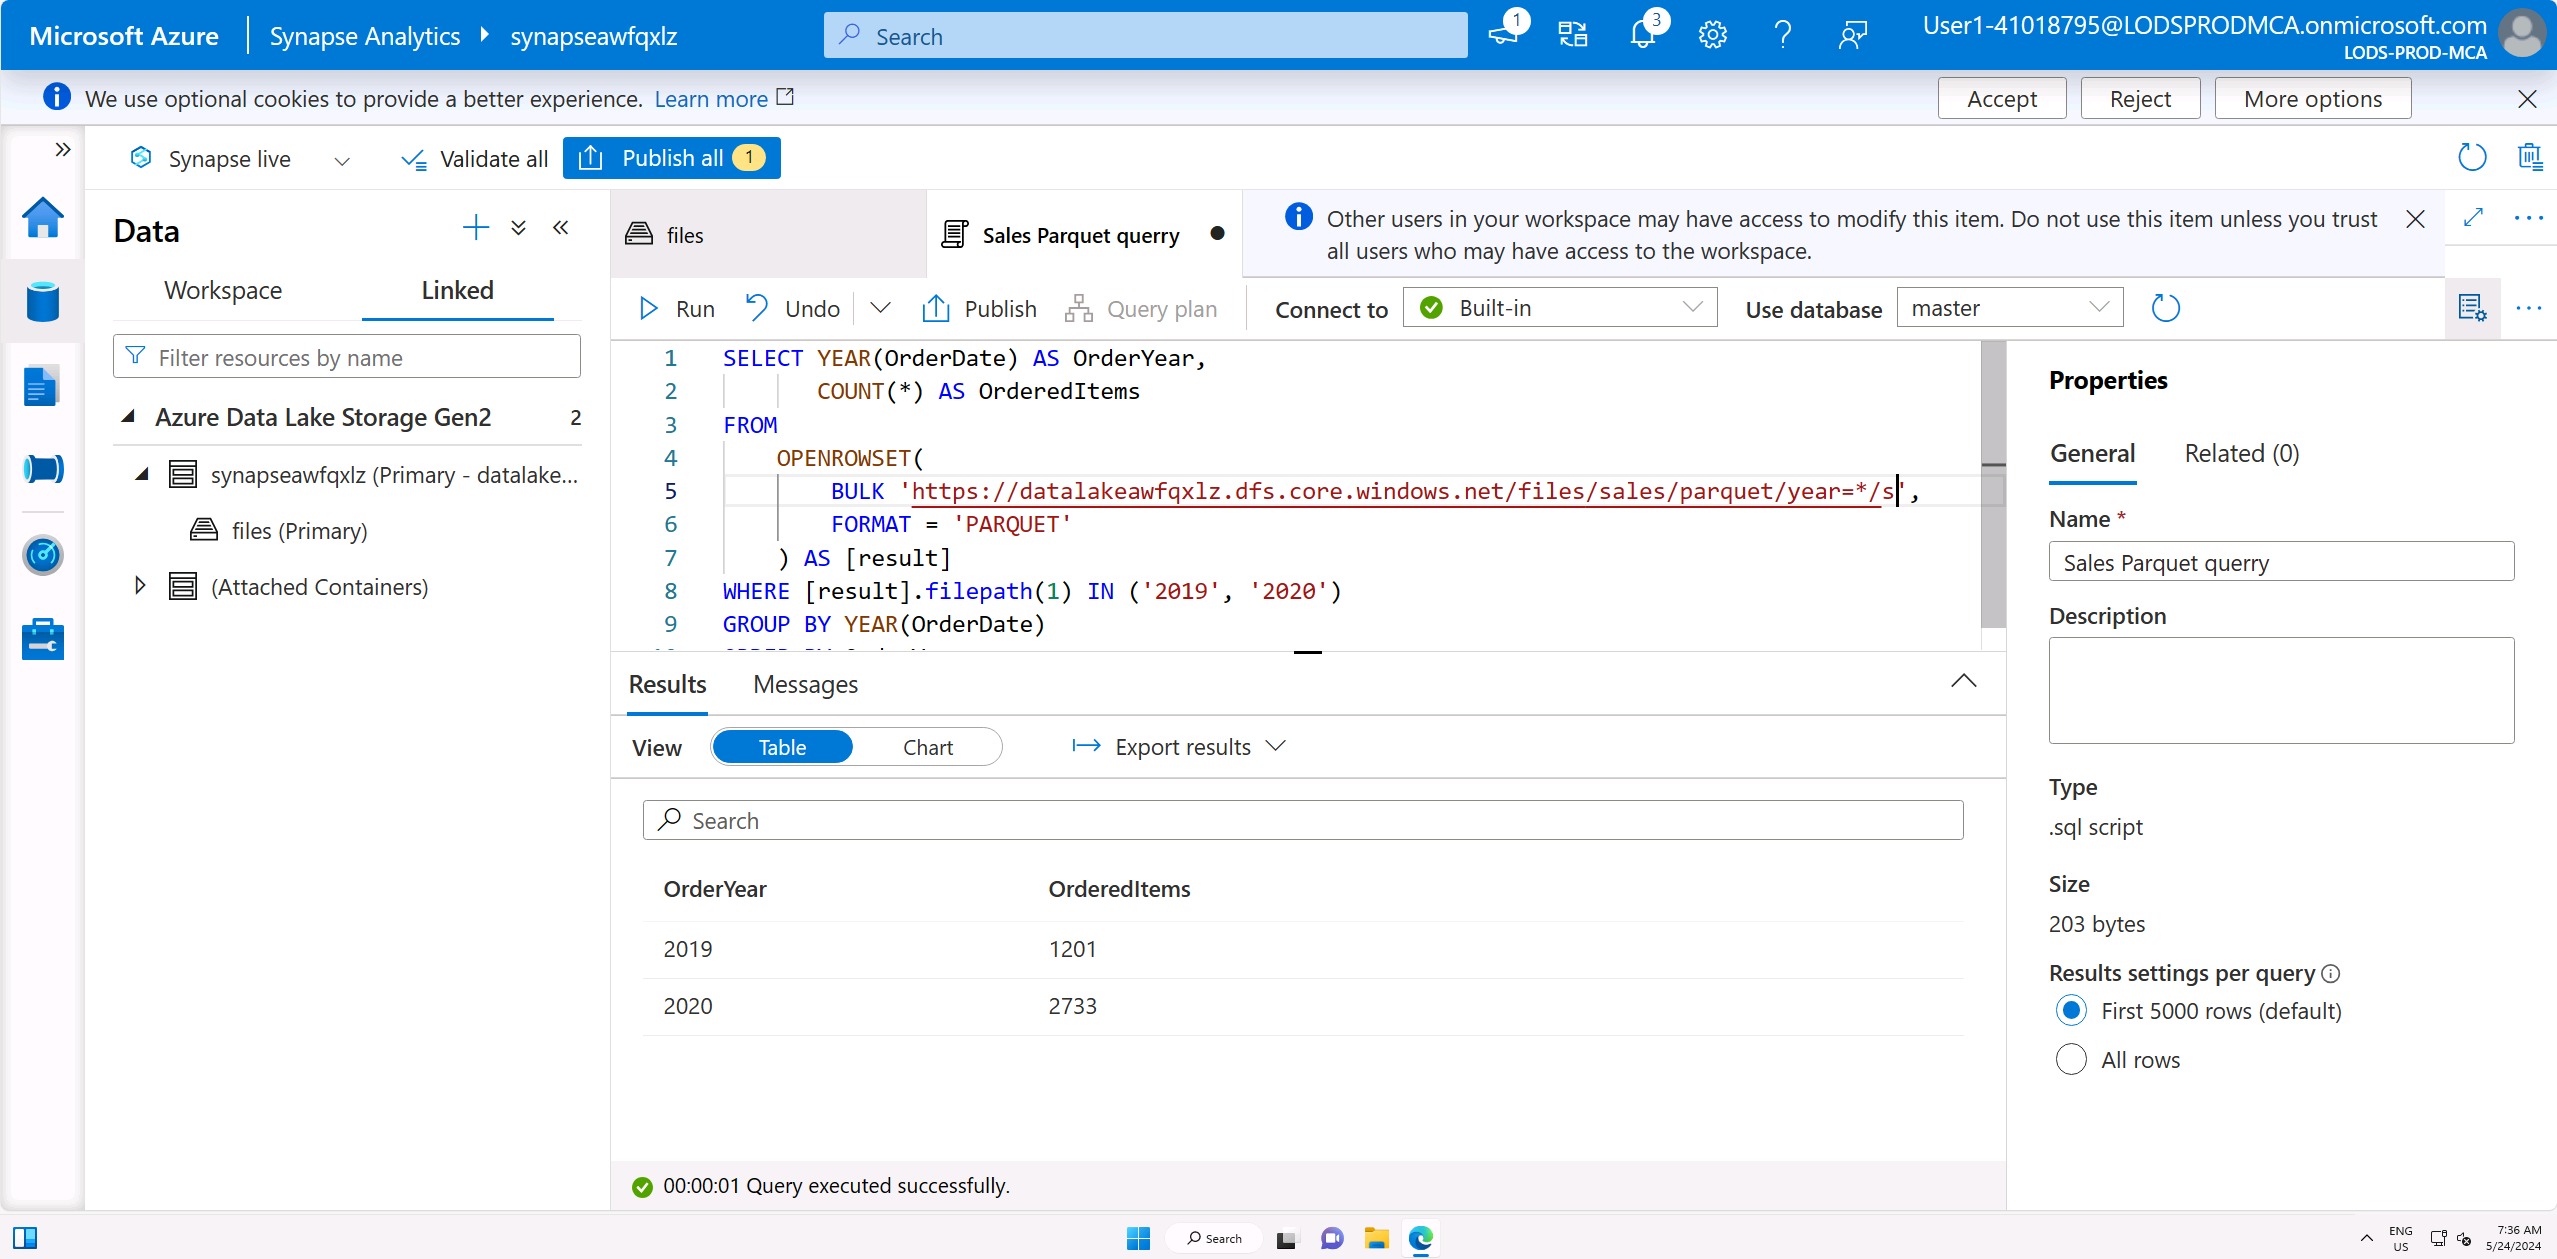 Microsoft Azure
Synapse Analytics
synapseawfqxlz
Search
1
3
User1-41018795@LODSPRODMCA.onmicrosoft.com
LODS-PROD-MCA
We use optional cookies to provide a better experience. Learn more
Accept
Reject
More options
Synapse live
Validate all
Publish all 1
Data
Workspace
Linked
Filter resources by name
Azure Data Lake Storage Gen2 2
synapseawfqxlz (Primary - datalake...
files (Primary)
(Attached Containers)
files
Sales Parquet querry
Other users in your workspace may have access to modify this item. Do not use this item unless you trust
all users who may have access to the workspace.
Run
Undo
Publish
Query plan
Connect to
Built-in
Use database
master
1 SELECT YEAR(OrderDate) AS OrderYear,
2 COUNT(*) AS OrderedItems
3 FROM
4 OPENROWSET(
5 BULK 'https://datalakeawfqxlz.dfs.core.windows.net/files/sales/parquet/year=*/s',
6 FORMAT = 'PARQUET'
7 ) AS [result]
8 WHERE [result].filepath(1) IN ('2019', '2020')
9 GROUP BY YEAR(OrderDate)
Results
Messages
View
Table
Chart
Export results
Search
OrderYear OrderedItems
2019 1201
2020 2733
00:00:01 Query executed successfully.
Properties
General
Related (0)
Name *
Sales Parquet querry
Description
Type
.sql script
Size
203 bytes
Results settings per query
First 5000 rows (default)
All rows
Search
ENG
US
7:36 AM
5/24/2024